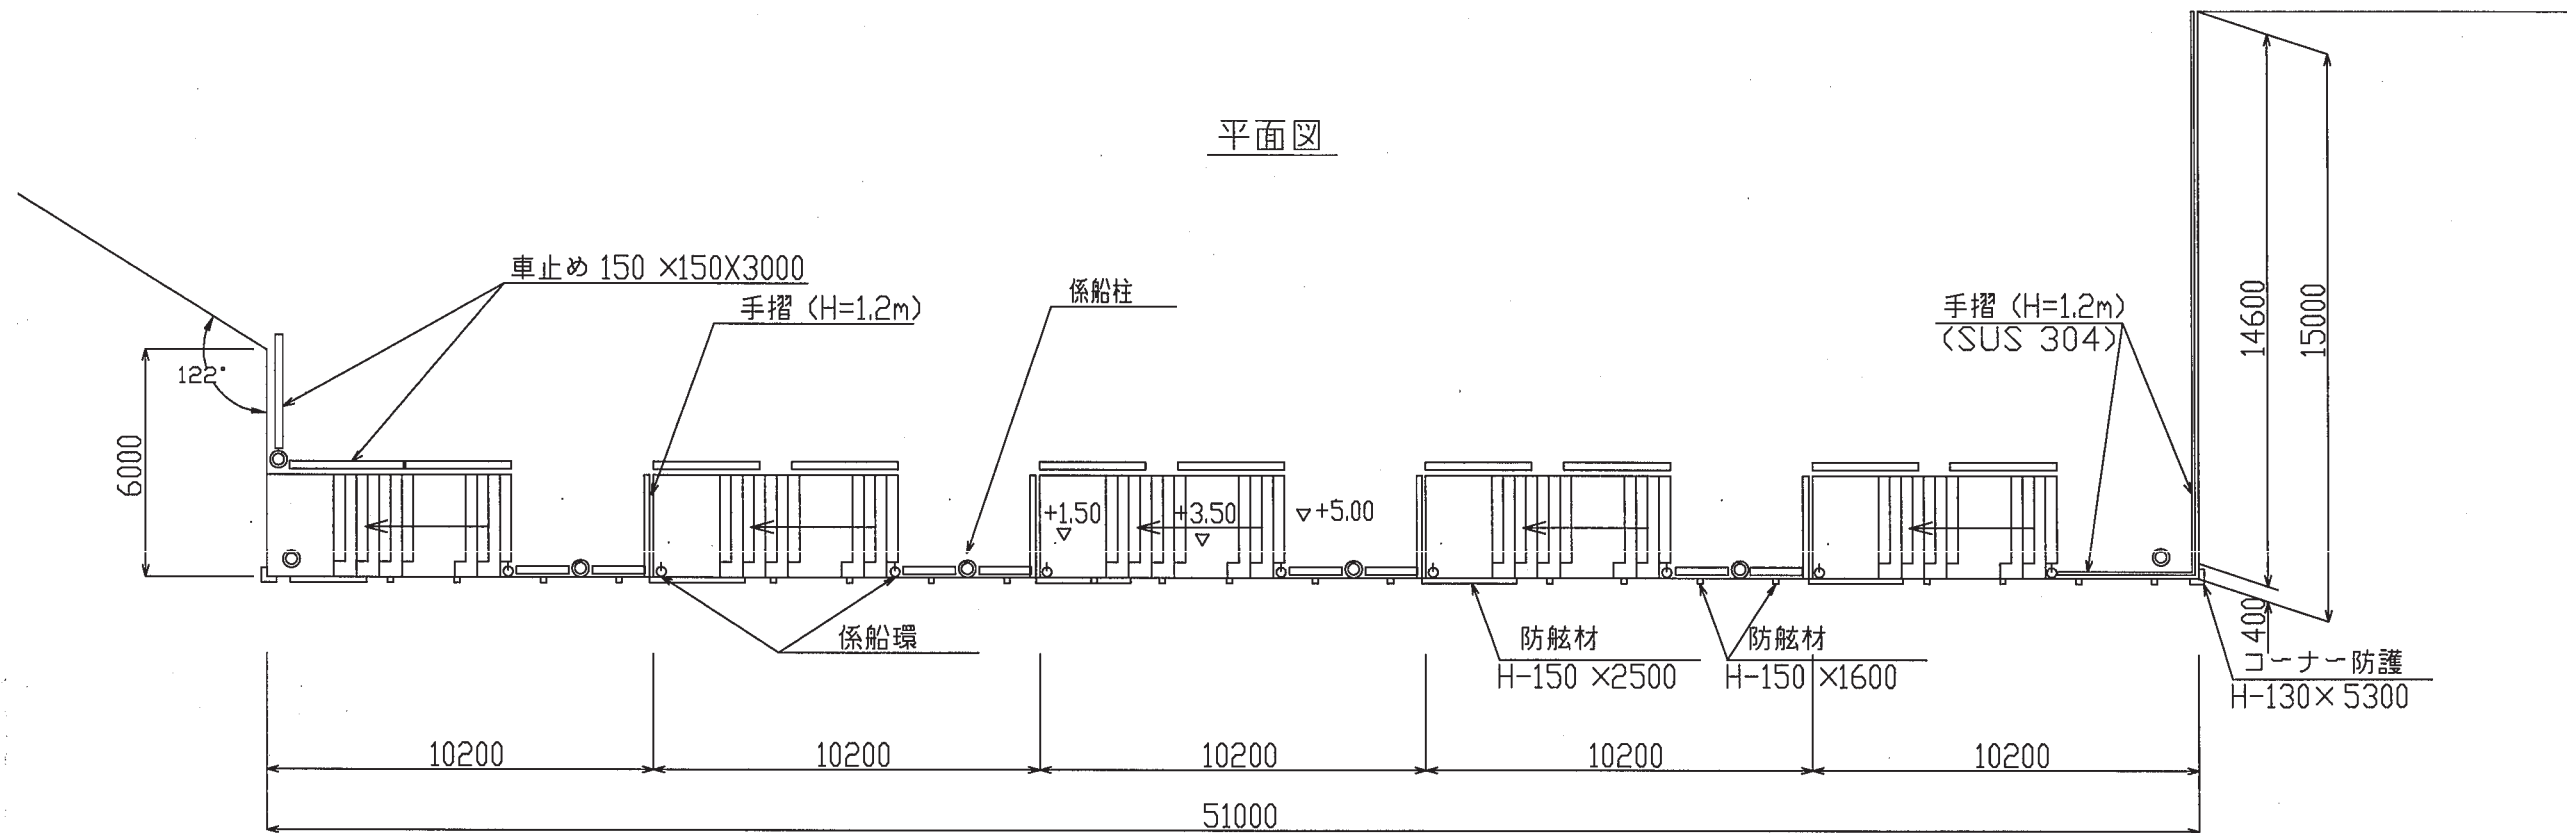 平面図
車止め 150 ×150X3000
手摺 (H=1.2m)
係船柱
手摺 (H=1.2m)
(SUS 304)
14600
15000
122°
6000
+1.50
+3.50
+5.00
400
係船環
防舷材
H-150 ×2500
防舷材
H-150 ×1600
コーナー防護
H-130× 5300
10200
10200
10200
10200
10200
51000